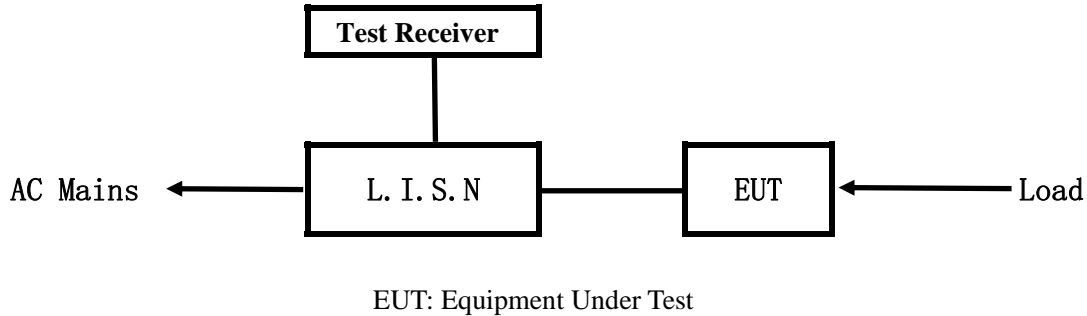 Test Receiver
AC Mains L.I.S.N EUT Load
EUT: Equipment Under Test